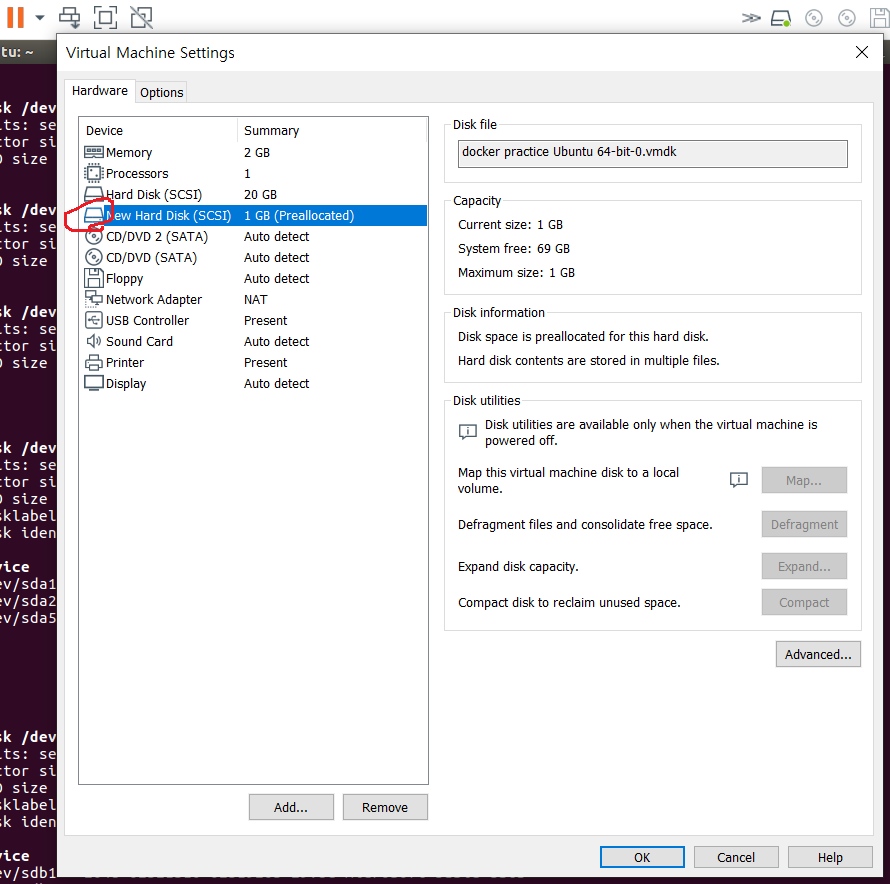 tu: ~
Virtual Machine Settings
Hardware
Options
Device Summary
Memory 2 GB
Processors 1
Hard Disk (SCSI) 20 GB
New Hard Disk (SCSI) 1 GB (Preallocated)
CD/DVD 2 (SATA) Auto detect
CD/DVD (SATA) Auto detect
Floppy Auto detect
Network Adapter NAT
USB Controller Present
Sound Card Auto detect
Printer Present
Display Auto detect
Add...
Remove
Disk file
docker practice Ubuntu 64-bit-0.vmdk
Capacity
Current size: 1 GB
System free: 69 GB
Maximum size: 1 GB
Disk information
Disk space is preallocated for this hard disk.
Hard disk contents are stored in multiple files.
Disk utilities
Disk utilities are available only when the virtual machine is
powered off.
Map this virtual machine disk to a local
volume.
Map...
Defragment files and consolidate free space.
Defragment
Expand disk capacity.
Expand...
Compact disk to reclaim unused space.
Compact
Advanced...
OK
Cancel
Help
sk /dev
its: se
ctor si
O size
sk /dev
its: se
ctor si
O size
sk /dev
its: se
ctor si
O size
sk /dev
its: se
ctor si
O size
sklabel
sk iden
vice
ev/sda1
ev/sda2
ev/sda5
sk /dev
its: se
ctor si
O size
sklabel
sk iden
vice
ev/sdb1